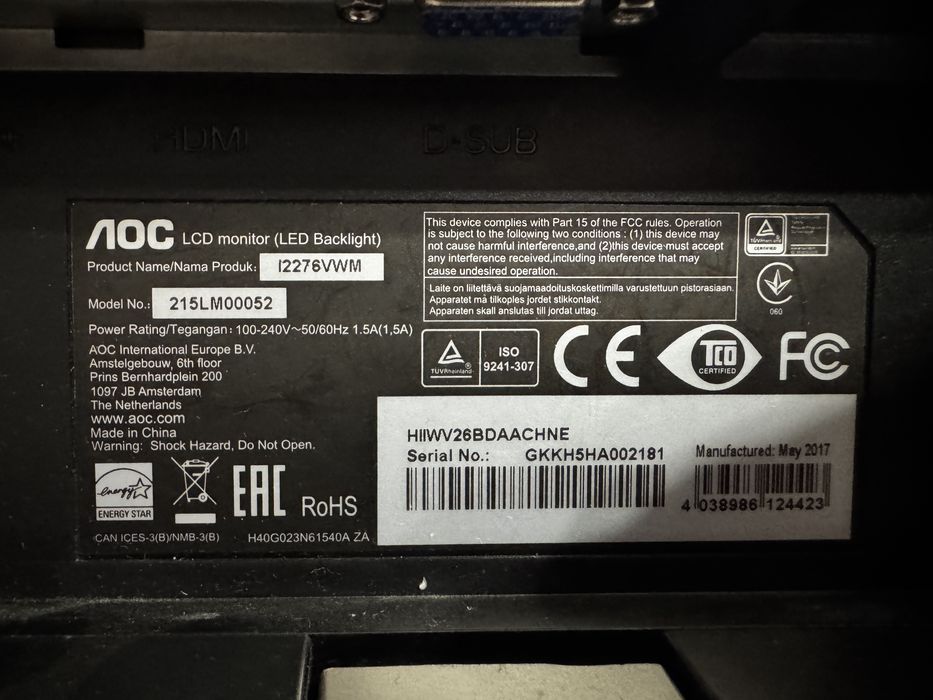 HDMI
D-SUB
AOC LCD monitor (LED Backlight)
Product Name/Nama Produk: I2276VWM
Model No.: 215LM00052
Power Rating/Tegangan: 100-240V~50/60Hz 1.5A(1,5A)
AOC International Europe B.V.
Amstelgebouw, 6th floor
Prins Bernhardplein 200
1097 JB Amsterdam
The Netherlands
www.aoc.com
Made in China
Warning: Shock Hazard, Do Not Open.
energy
ENERGY STAR
EAC
RoHS
CAN ICES-3(B)/NMB-3(B)
H40G023N61540A ZA
This device complies with Part 15 of the FCC rules. Operation
is subject to the following two conditions : (1) this device may
not cause harmful interference,and (2)this device must accept
any interference received,including interference that may
cause undesired operation.
Laite on liitettävä suojamaadoituskoskettimilla varustettuun pistorasiaan.
Apparatet må tilkoples jordet stikkontakt.
Apparaten skall anslutas till jordat uttag.
TÜVRheinland
CERTIFIED
060
TÜVRheinland
ISO
9241-307
CE
TCO
CERTIFIED
FC
HIIWV26BDAACHNE
Serial No.: GKKH5HA002181
Manufactured: May 2017
4 038986 124423